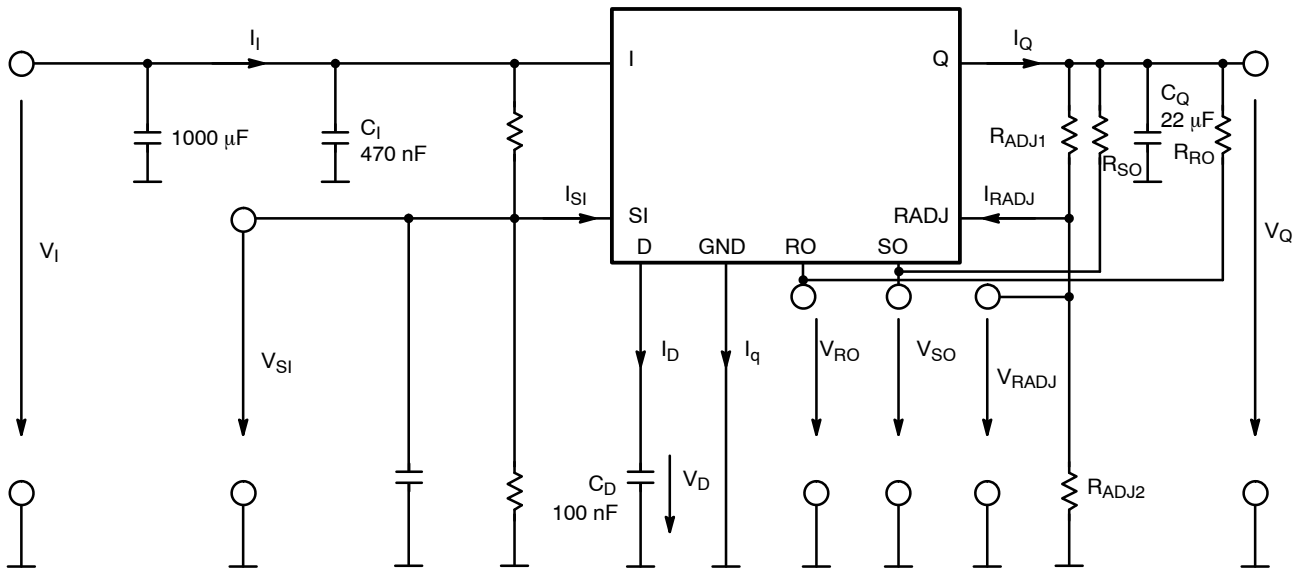 I_I
I
Q
I_Q
1000 μF
C_I
470 nF
R_ADJ1
R_SO
C_Q
22 μF
R_RO
I_SI
SI
RADJ
I_RADJ
D
GND
RO
SO
V_I
V_SI
I_D
I_q
V_RO
V_SO
V_RADJ
V_Q
C_D
100 nF
V_D
R_ADJ2